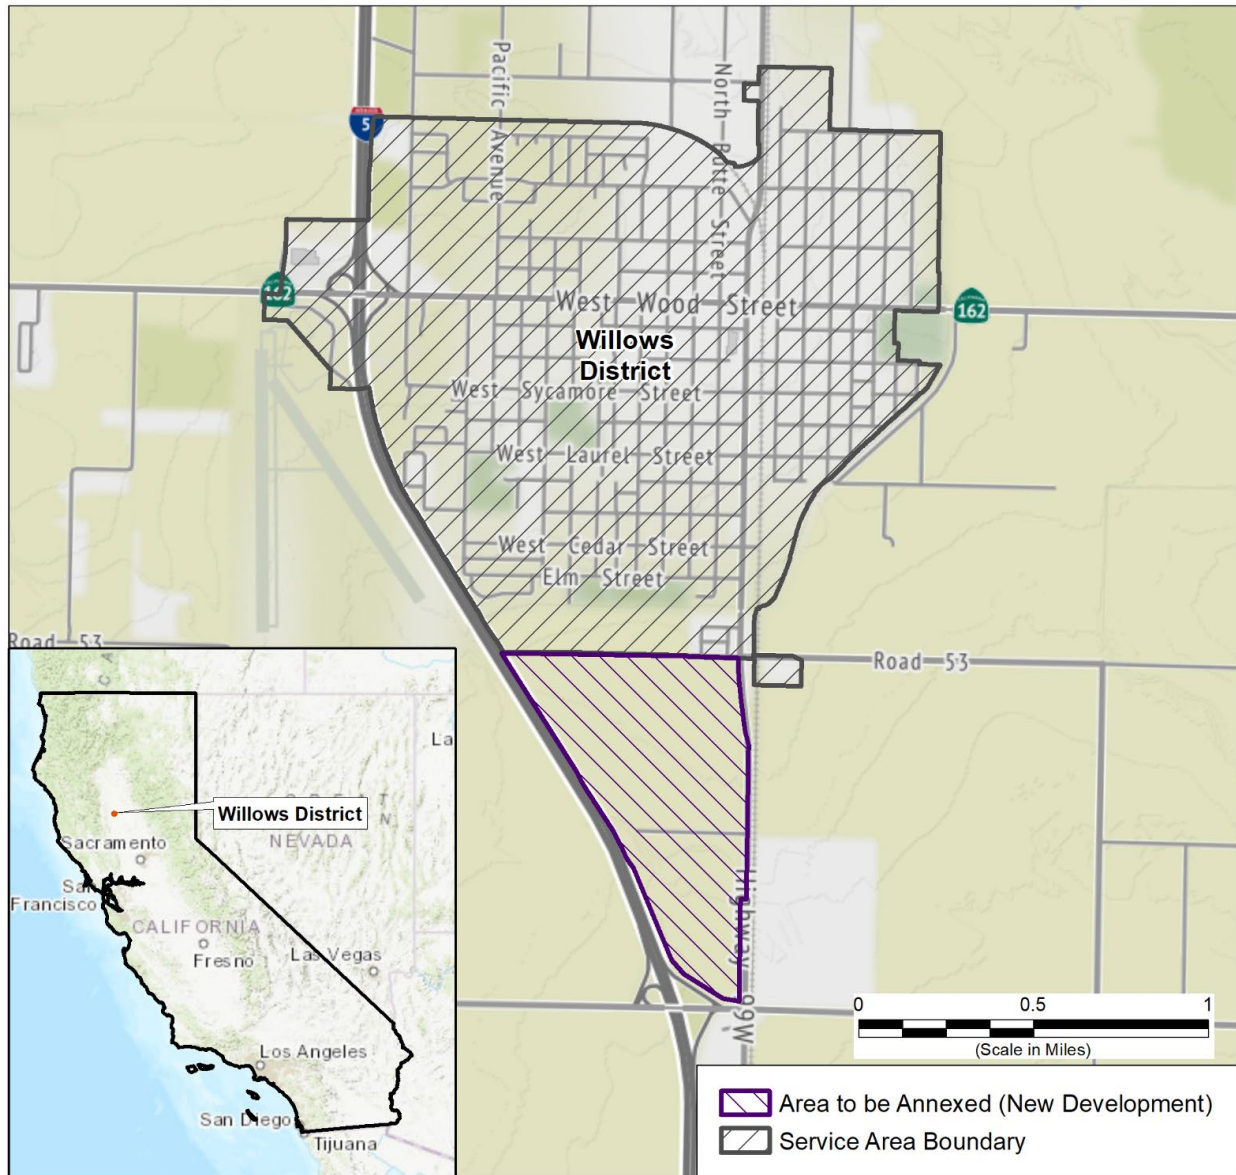 Pacific Avenue
North Butte Street
5
162
West Wood Street
162
Willows
District
West Sycamore Street
West Laurel Street
West Cedar Street
Elm Street
Road 53
Road 53
Highway 99W
0 0.5 1
(Scale in Miles)
Area to be Annexed (New Development)
Service Area Boundary
La
Willows District
NEVADA
Sacramento
San
Francisco
CALIFORNIA
Fresno
Las Vegas
Los Angeles
San Diego
Tijuana